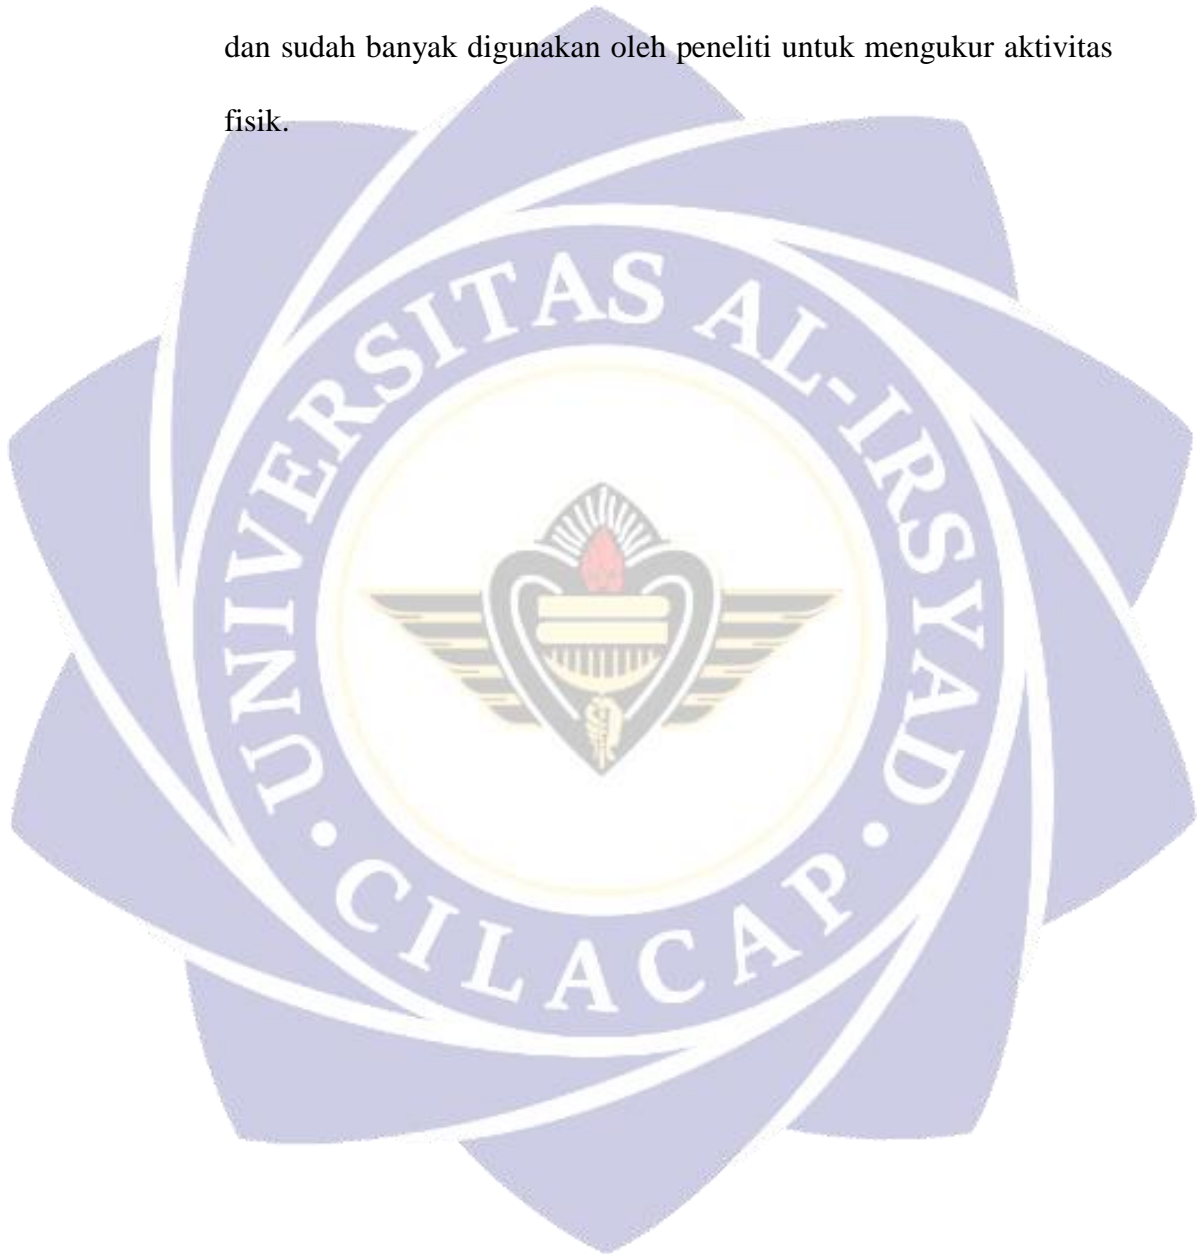 dan sudah banyak digunakan oleh peneliti untuk mengukur aktivitas
fisik.
UNIVERSITAS AL-IRSYAD
• CILACAP •